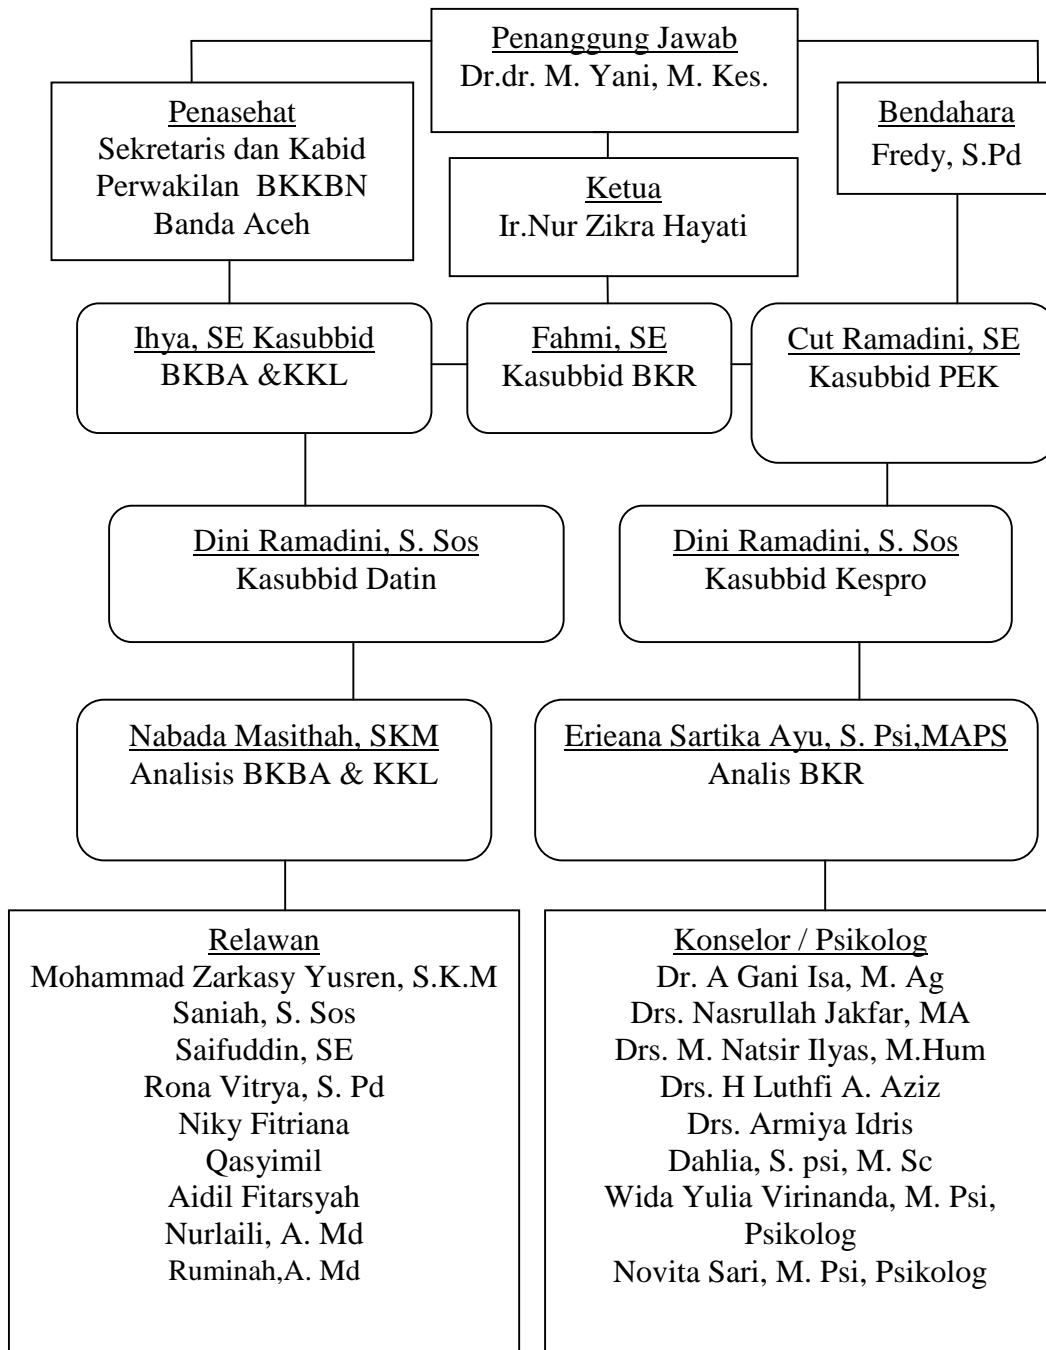 Penanggung Jawab
Dr.dr. M. Yani, M. Kes.
Penasehat
Sekretaris dan Kabid
Perwakilan BKKBN
Banda Aceh
Ketua
Ir.Nur Zikra Hayati
Bendahara
Fredy, S.Pd
Ihya, SE Kasubbid
BKBA &KKL
Fahmi, SE
Kasubbid BKR
Cut Ramadini, SE
Kasubbid PEK
Dini Ramadini, S. Sos
Kasubbid Datin
Dini Ramadini, S. Sos
Kasubbid Kespro
Nabada Masithah, SKM
Analisis BKBA & KKL
Erieana Sartika Ayu, S. Psi,MAPS
Analis BKR
Relawan
Mohammad Zarkasy Yusren, S.K.M
Saniah, S. Sos
Saifuddin, SE
Rona Vitrya, S. Pd
Niky Fitriana
Qasyimil
Aidil Fitarsyah
Nurlaili, A. Md
Ruminah,A. Md
Konselor / Psikolog
Dr. A Gani Isa, M. Ag
Drs. Nasrullah Jakfar, MA
Drs. M. Natsir Ilyas, M.Hum
Drs. H Luthfi A. Aziz
Drs. Armiya Idris
Dahlia, S. psi, M. Sc
Wida Yulia Virinanda, M. Psi,
Psikolog
Novita Sari, M. Psi, Psikolog